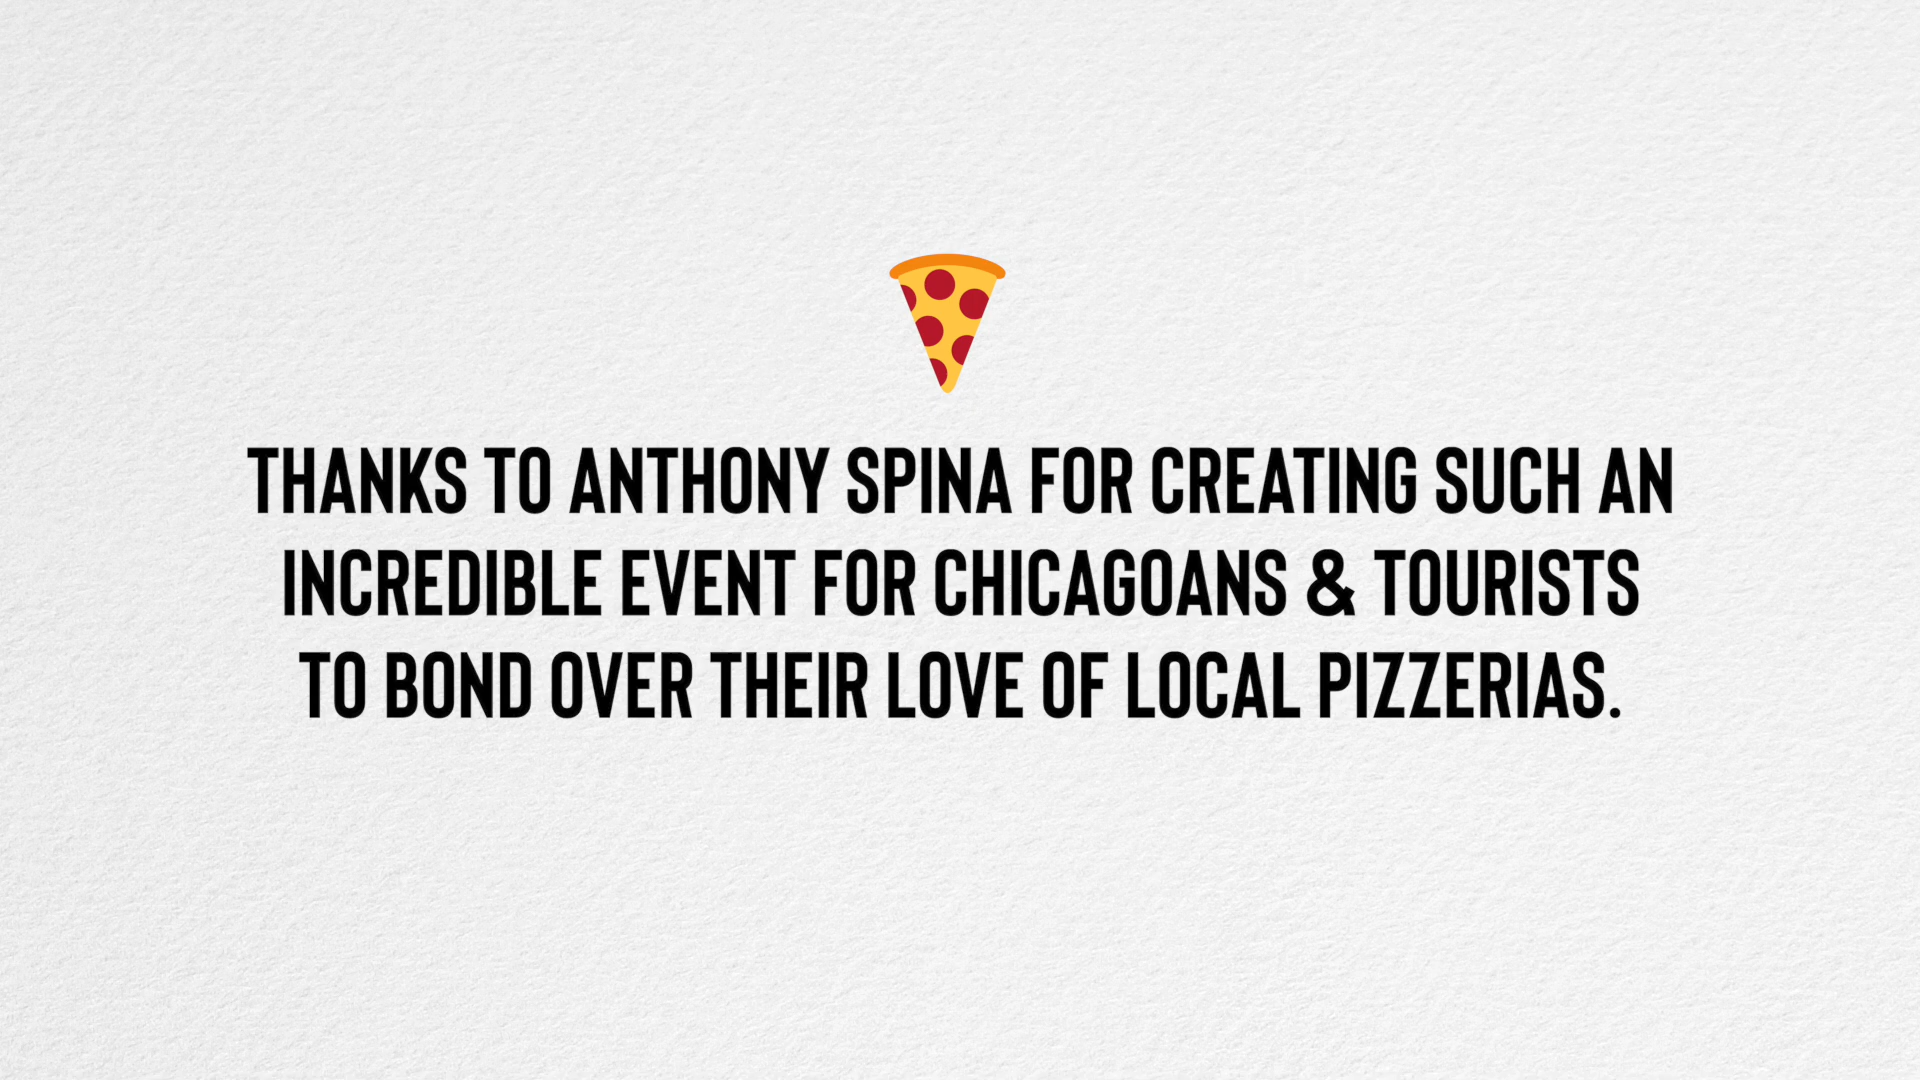 THANKS TO ANTHONY SPINA FOR CREATING SUCH AN
INCREDIBLE EVENT FOR CHICAGOANS & TOURISTS
TO BOND OVER THEIR LOVE OF LOCAL PIZZERIAS.